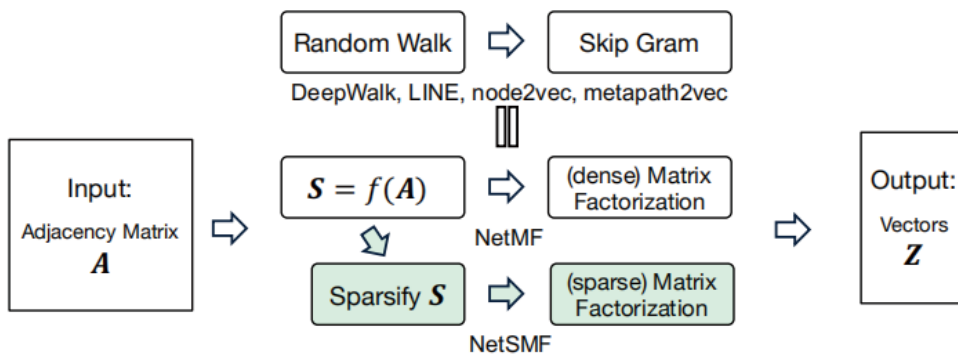 Random Walk
Skip Gram
DeepWalk, LINE, node2vec, metapath2vec
Input:
Adjacency Matrix
A
S = f(A)
(dense) Matrix
Factorization
NetMF
Sparsify S
(sparse) Matrix
Factorization
NetSMF
Output:
Vectors
Z